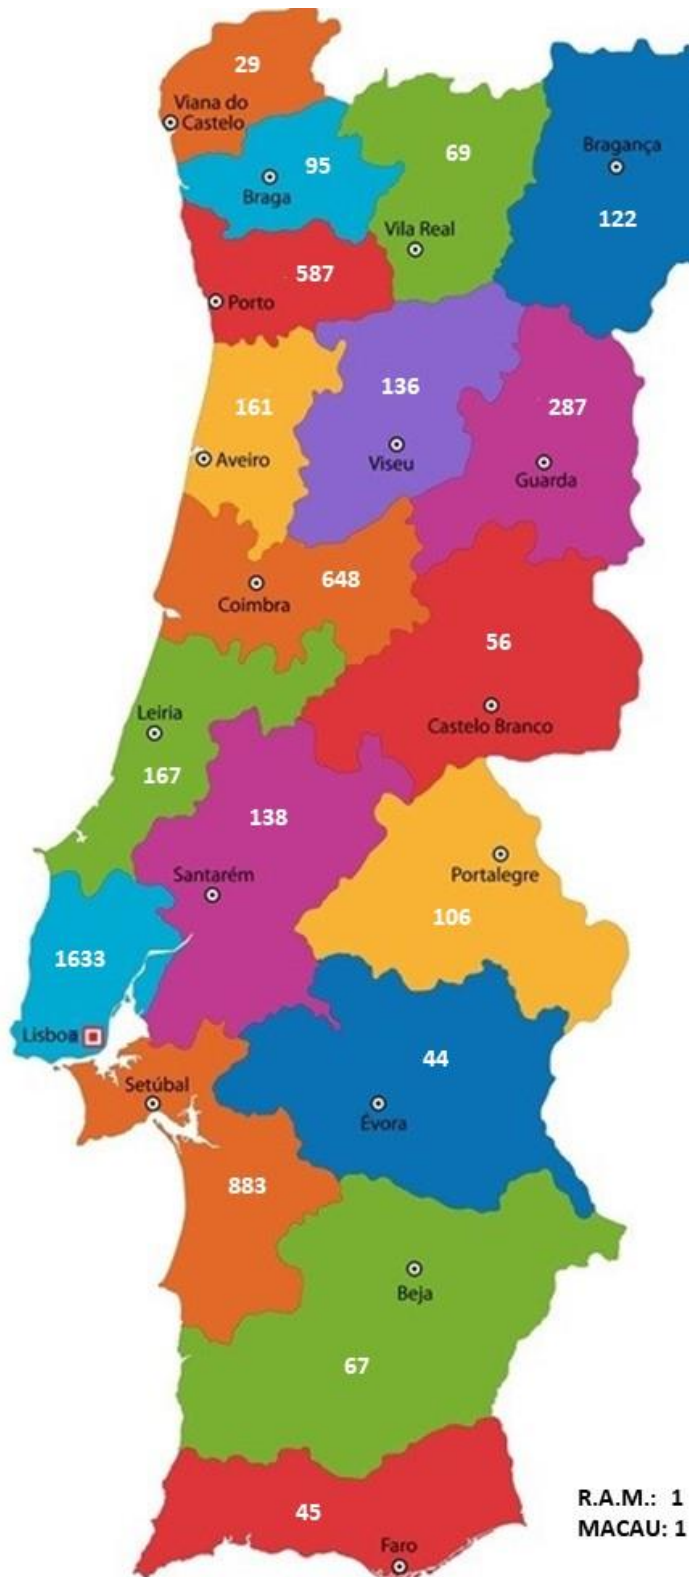 29
Viana do
Castelo
95
Braga
69
Vila Real
Bragança
122
587
Porto
161
Aveiro
136
Viseu
287
Guarda
648
Coimbra
56
Castelo Branco
Leiria
167
138
Santarém
Portalegre
106
1633
Lisboa
Setúbal
44
Évora
883
Beja
67
45
Faro
R.A.M.: 1
MACAU: 1